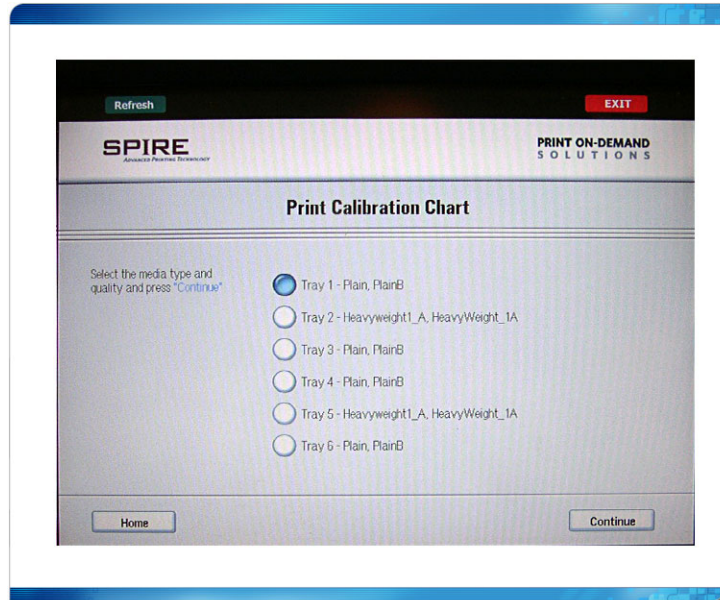 Refresh
EXIT
SPIRE
ADVANCED PRINTING TECHNOLOGY
PRINT ON-DEMAND
SOLUTIONS
Print Calibration Chart
Select the media type and
quality and press "Continue"
Tray 1 - Plain, PlainB
Tray 2 - Heavyweight1_A, HeavyWeight_1A
Tray 3 - Plain, PlainB
Tray 4 - Plain, PlainB
Tray 5 - Heavyweight1_A, HeavyWeight_1A
Tray 6 - Plain, PlainB
Home
Continue